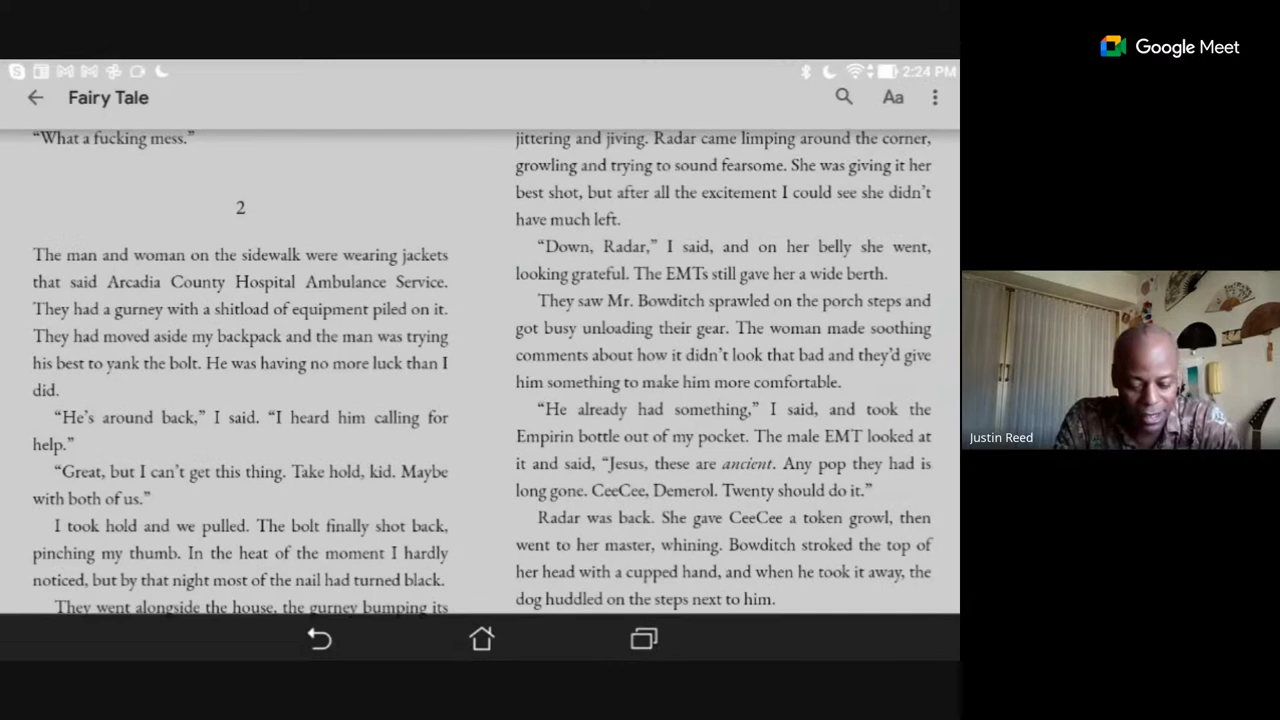 Google Meet
2:24 PM
Fairy Tale
Aa
“What a fucking mess.”
2
The man and woman on the sidewalk were wearing jackets
that said Arcadia County Hospital Ambulance Service.
They had a gurney with a shitload of equipment piled on it.
They had moved aside my backpack and the man was trying
his best to yank the bolt. He was having no more luck than I
did.
“He’s around back,” I said. “I heard him calling for
help.”
“Great, but I can’t get this thing. Take hold, kid. Maybe
with both of us.”
I took hold and we pulled. The bolt finally shot back,
pinching my thumb. In the heat of the moment I hardly
noticed, but by that night most of the nail had turned black.
They went alongside the house, the gurney bumping its
jittering and jiving. Radar came limping around the corner,
growling and trying to sound fearsome. She was giving it her
best shot, but after all the excitement I could see she didn’t
have much left.
“Down, Radar,” I said, and on her belly she went,
looking grateful. The EMTs still gave her a wide berth.
They saw Mr. Bowditch sprawled on the porch steps and
got busy unloading their gear. The woman made soothing
comments about how it didn’t look that bad and they’d give
him something to make him more comfortable.
“He already had something,” I said, and took the
Empirin bottle out of my pocket. The male EMT looked at
it and said, “Jesus, these are ancient. Any pop they had is
long gone. CeeCee, Demerol. Twenty should do it.”
Radar was back. She gave CeeCee a token growl, then
went to her master, whining. Bowditch stroked the top of
her head with a cupped hand, and when he took it away, the
dog huddled on the steps next to him.
Justin Reed